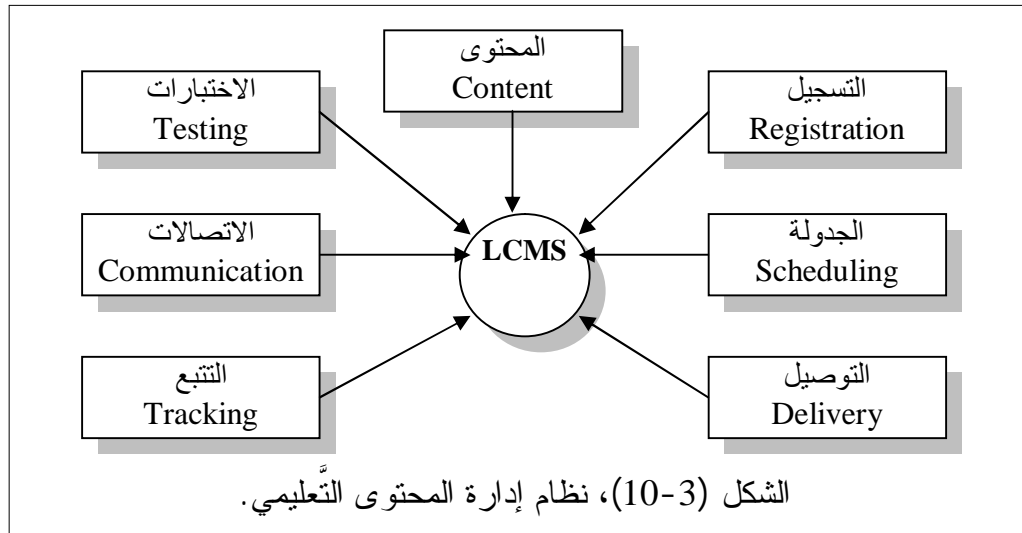 المحتوى
Content
الاختبارات
Testing
التسجيل
Registration
LCMS
الاتصالات
Communication
الجدولة
Scheduling
التتبع
Tracking
التوصيل
Delivery
الشكل (3-10)، نظام إدارة المحتوى التَّعليمي.